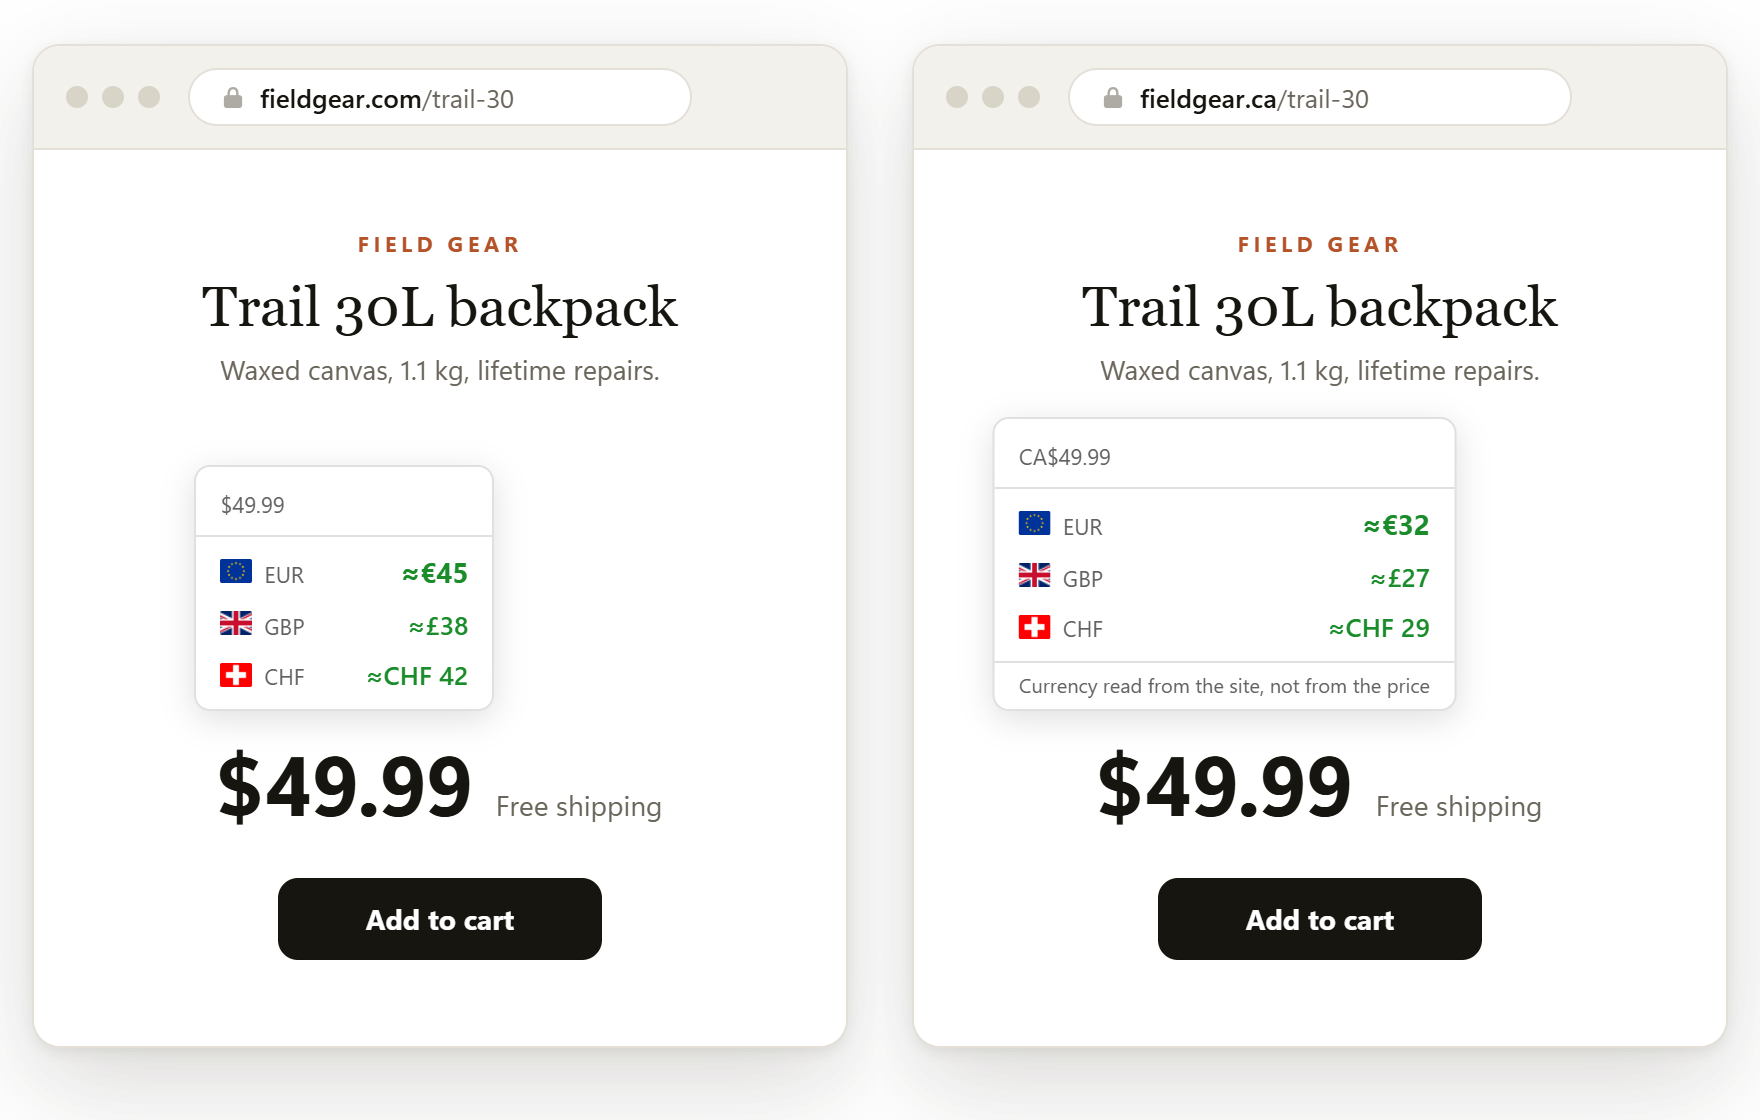 fieldgear.com/trail-30
FIELD GEAR
Trail 30L backpack
Waxed canvas, 1.1 kg, lifetime repairs.
$49.99
EUR ≈€45
GBP ≈£38
CHF ≈CHF 42
$49.99 Free shipping
Add to cart
fieldgear.ca/trail-30
FIELD GEAR
Trail 30L backpack
Waxed canvas, 1.1 kg, lifetime repairs.
CA$49.99
EUR ≈€32
GBP ≈£27
CHF ≈CHF 29
Currency read from the site, not from the price
$49.99 Free shipping
Add to cart